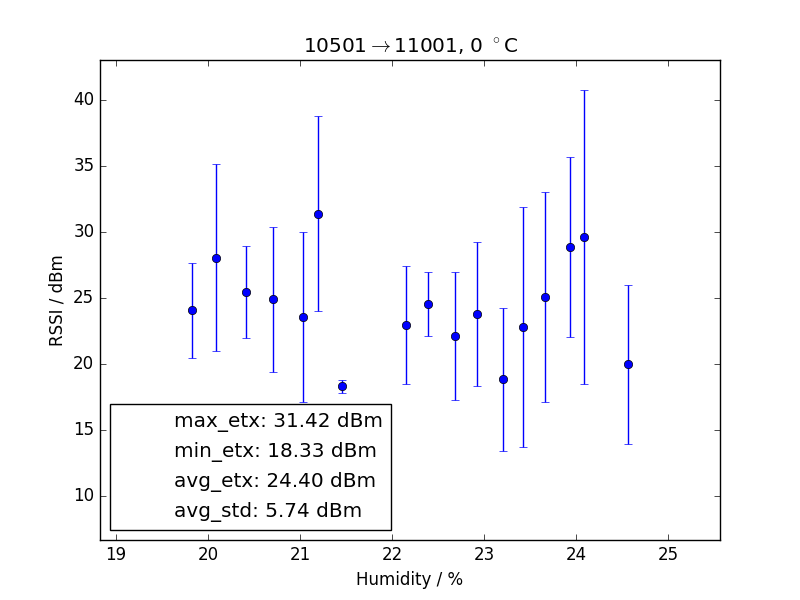 10501→11001, 0 °C
RSSI / dBm
40
35
30
25
20
15
10
max_etx: 31.42 dBm
min_etx: 18.33 dBm
avg_etx: 24.40 dBm
avg_std: 5.74 dBm
19 20 21 22 23 24 25
Humidity / %